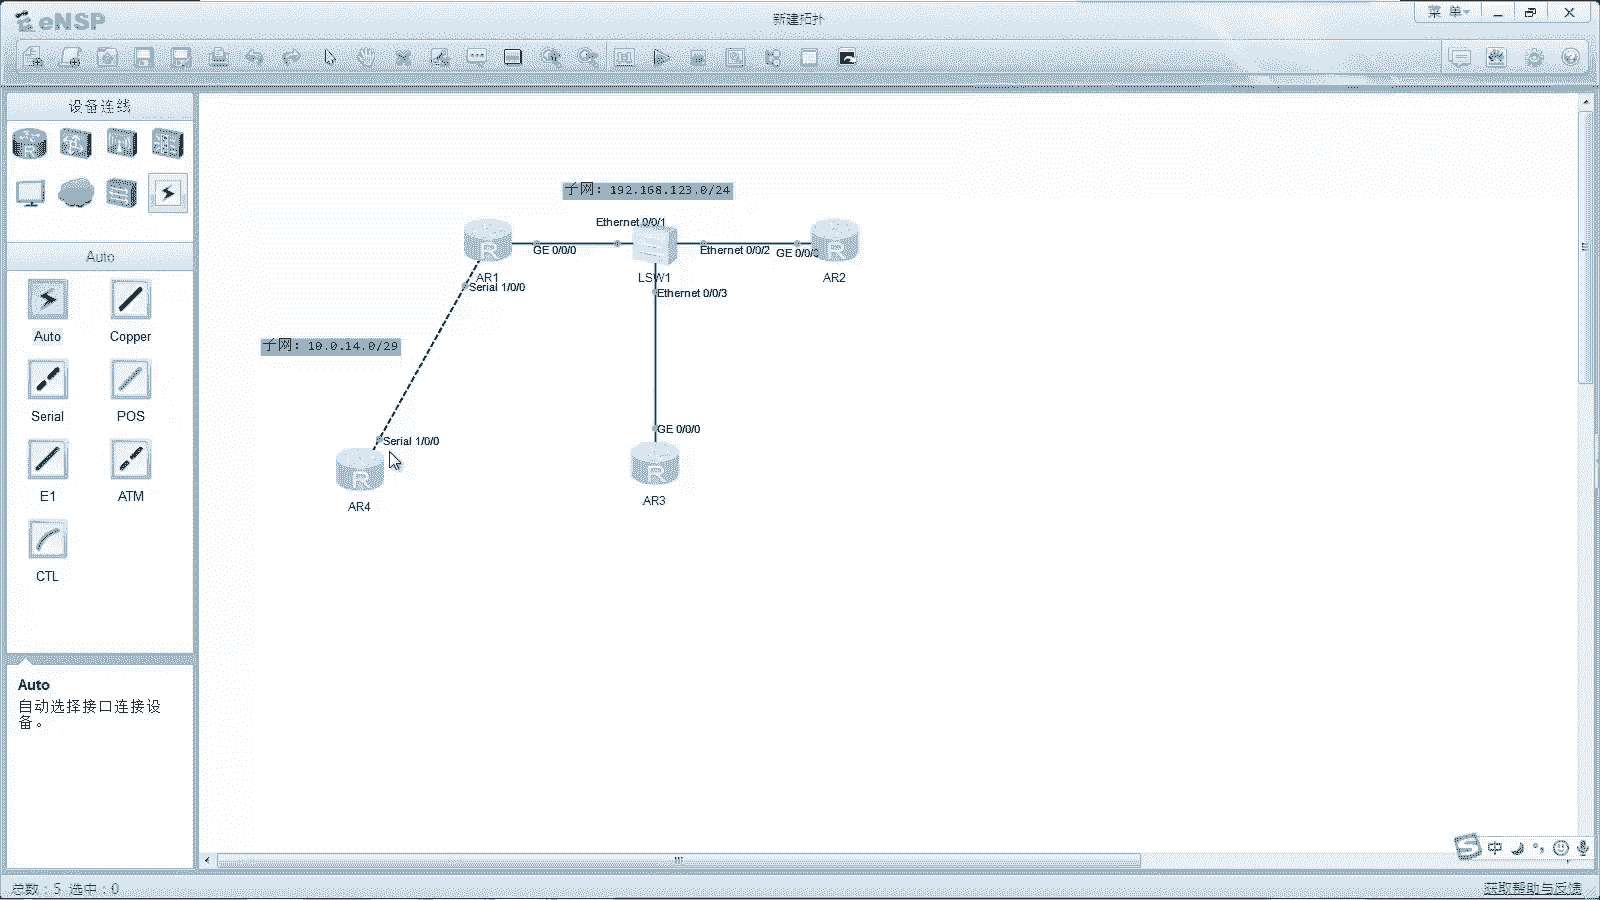 eNSP
新建拓扑
菜 单
设备连线
Auto
Auto
Copper
Serial
POS
E1
ATM
CTL
Auto
自动选择接口连接设
备。
子网：192.168.123.0/24
Ethernet 0/0/1
GE 0/0/0
Ethernet 0/0/2
GE 0/0/0
AR1
LSW1
AR2
Serial 1/0/0
Ethernet 0/0/3
子网：10.0.14.0/29
GE 0/0/0
Serial 1/0/0
AR4
AR3
中
总数：5 选中：0
获取帮助与反馈